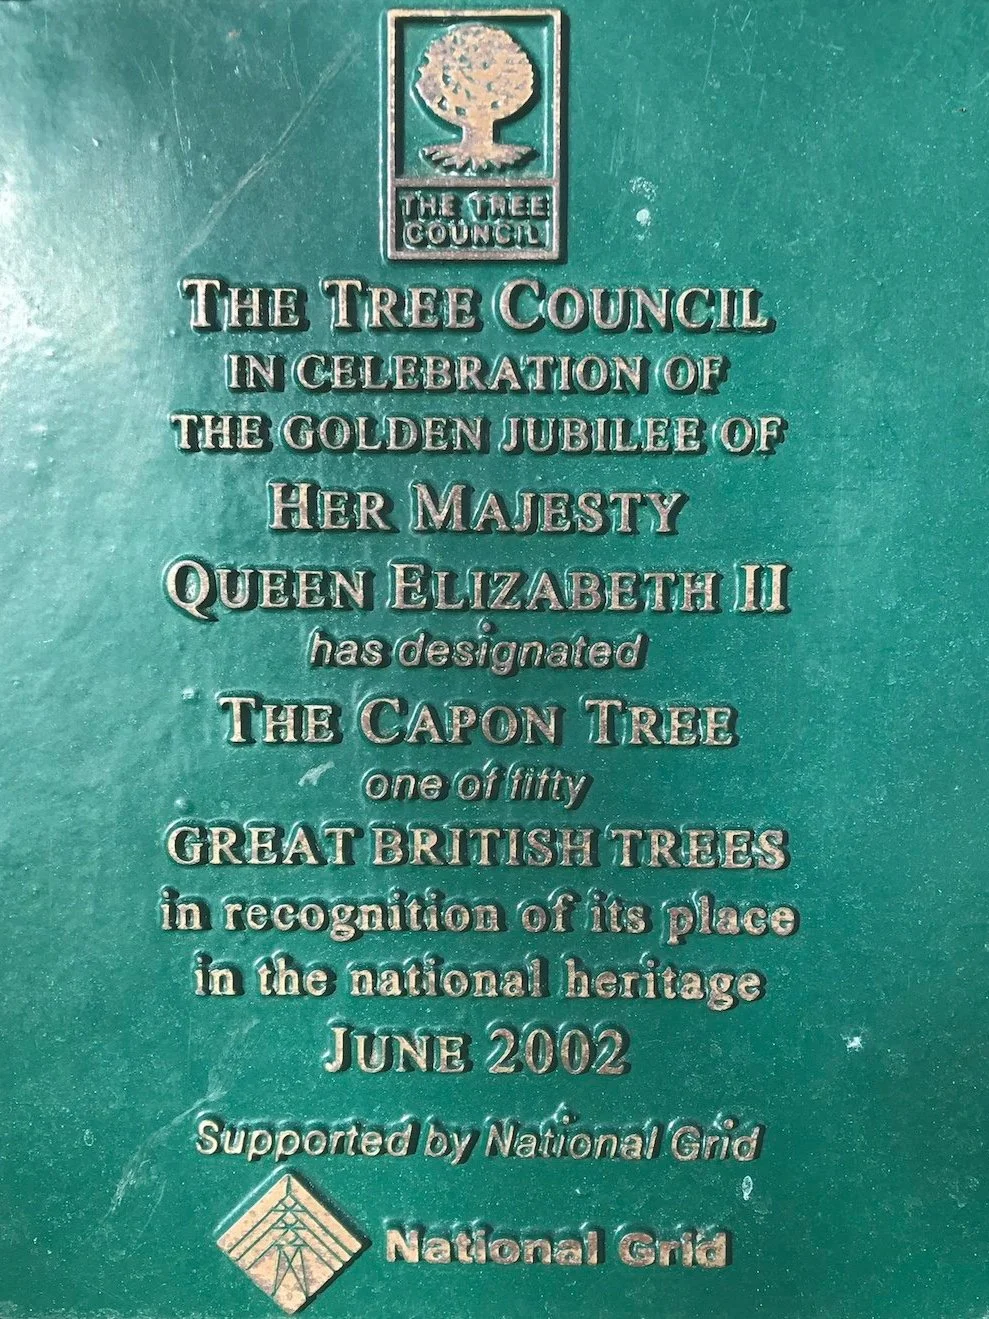 THE TREE
COUNCIL
THE TREE COUNCIL
IN CELEBRATION OF
THE GOLDEN JUBILEE OF
HER MAJESTY
QUEEN ELIZABETH II
has designated
THE CAPON TREE
one of fifty
GREAT BRITISH TREES
in recognition of its place
in the national heritage
JUNE 2002
Supported by National Grid
National Grid